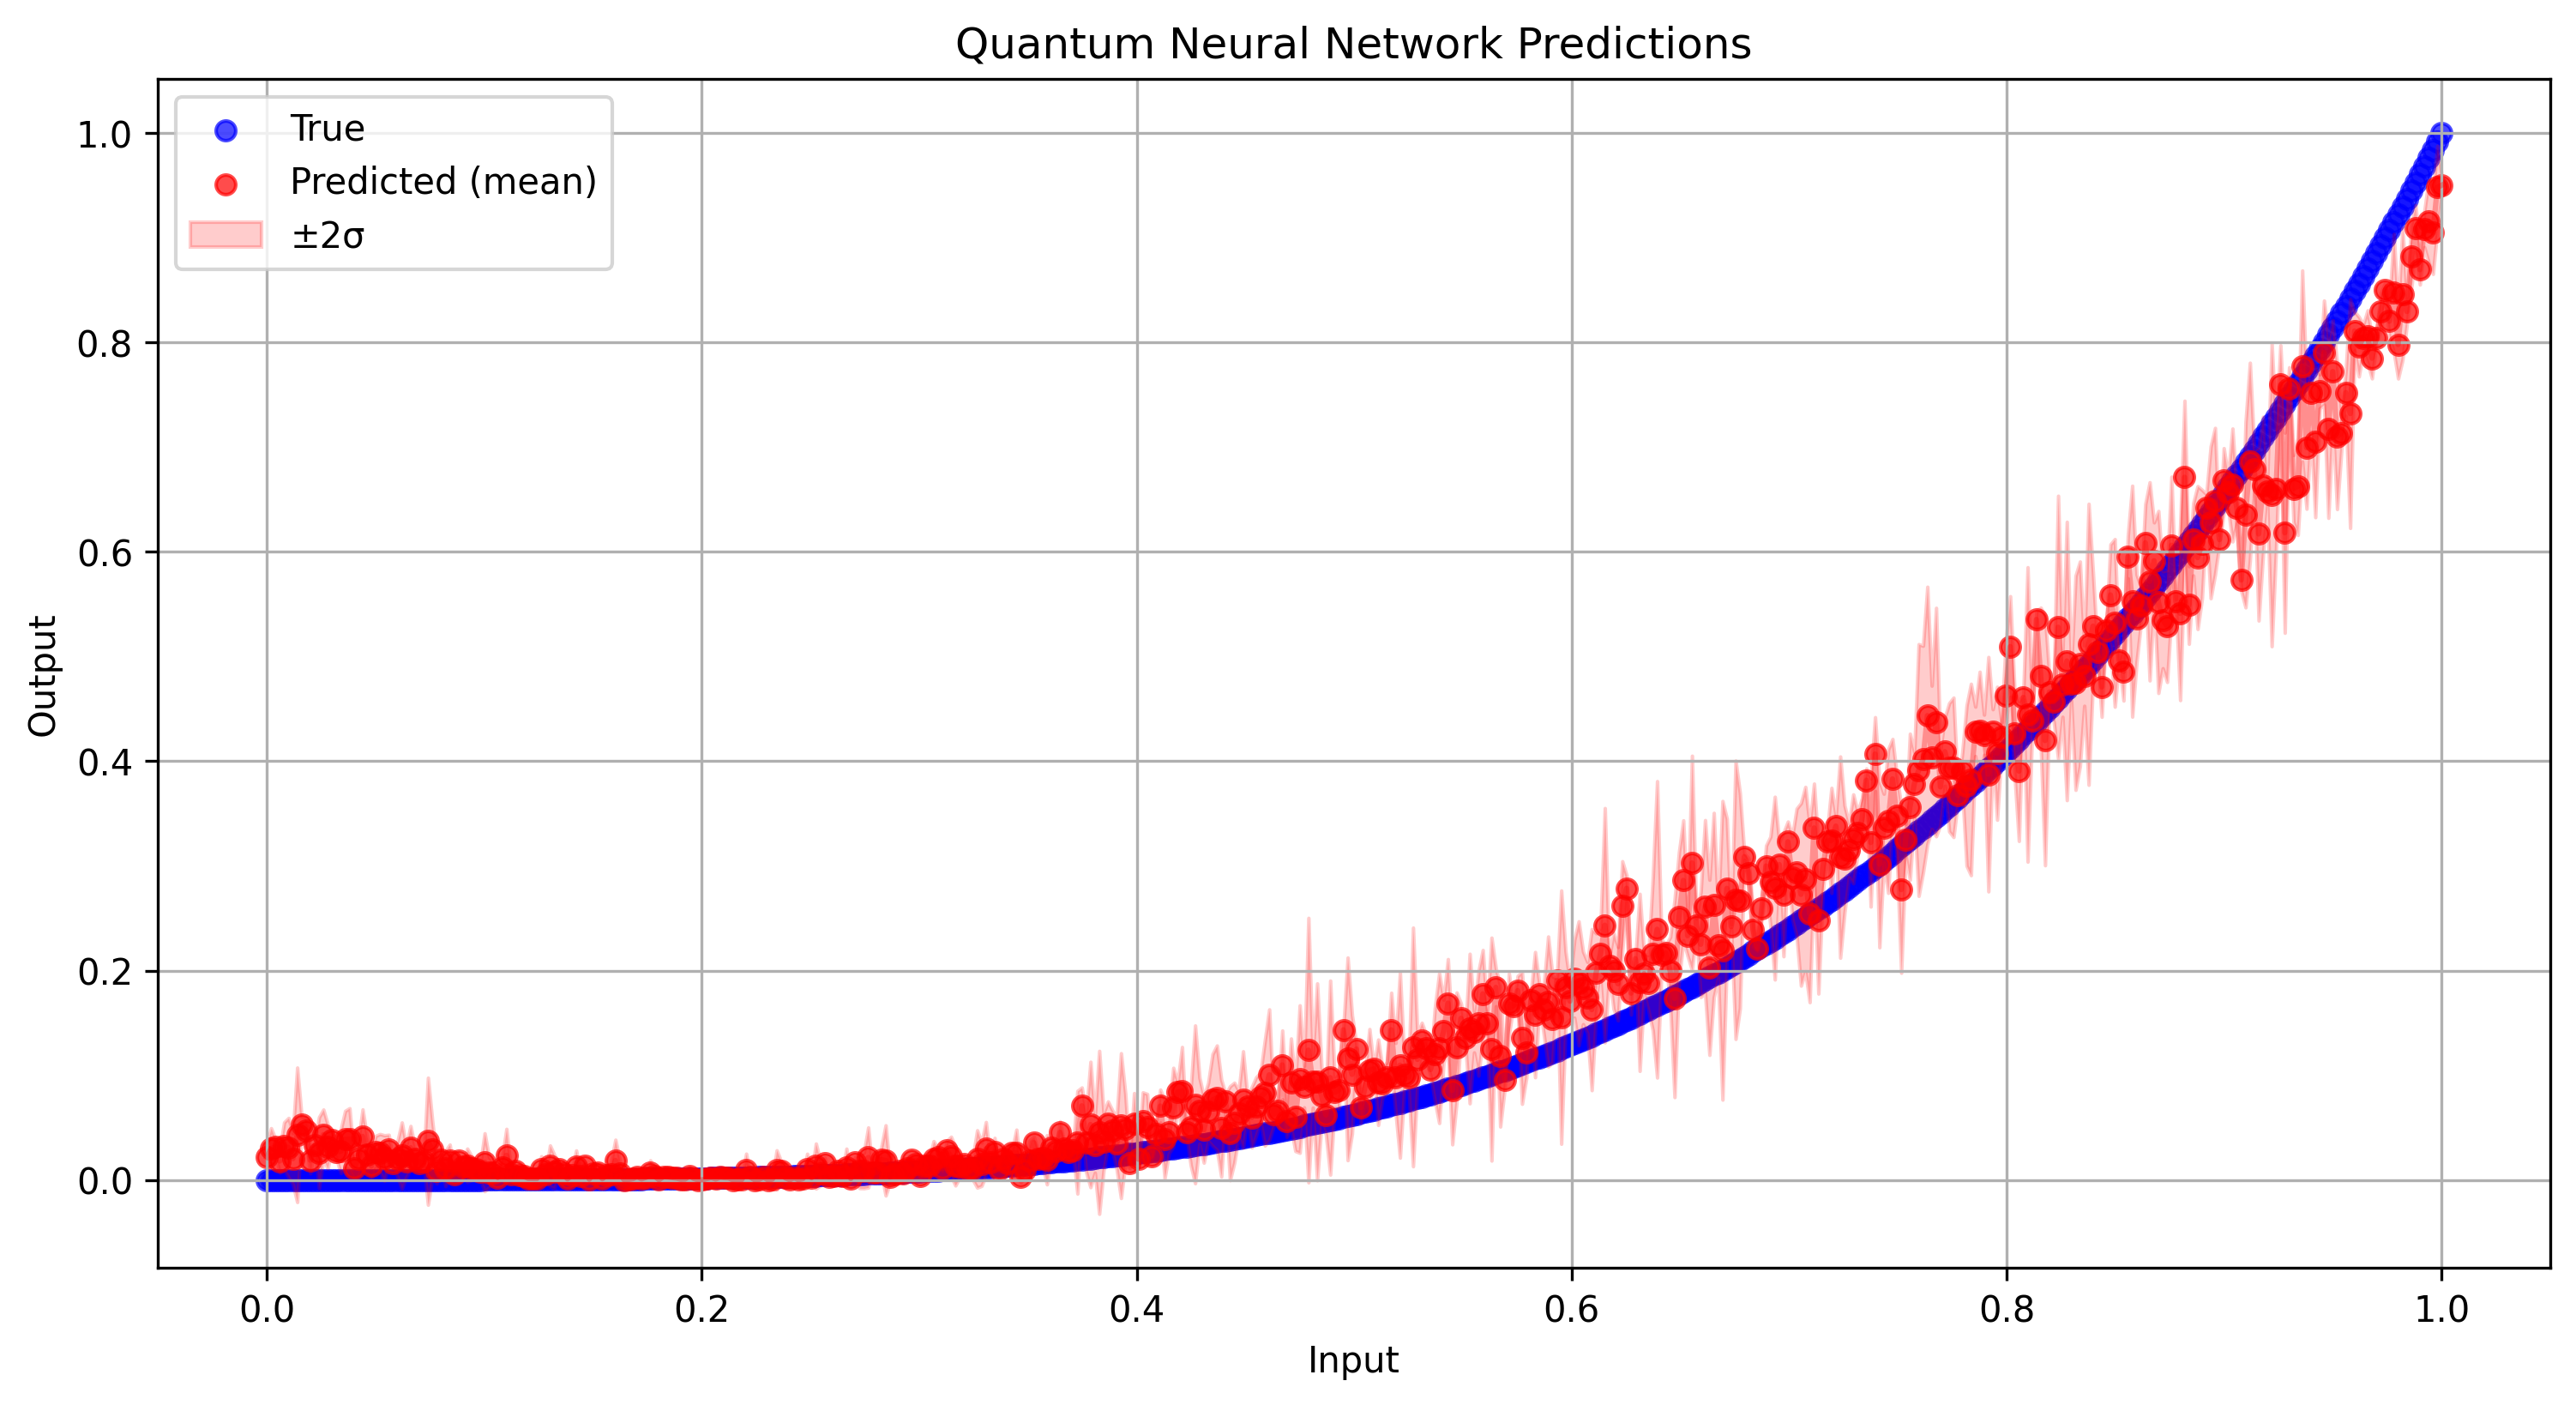 Quantum Neural Network Predictions
True
Predicted (mean)
±2σ
1.0
0.8
0.6
0.4
0.2
0.0
Output
0.0 0.2 0.4 0.6 0.8 1.0
Input